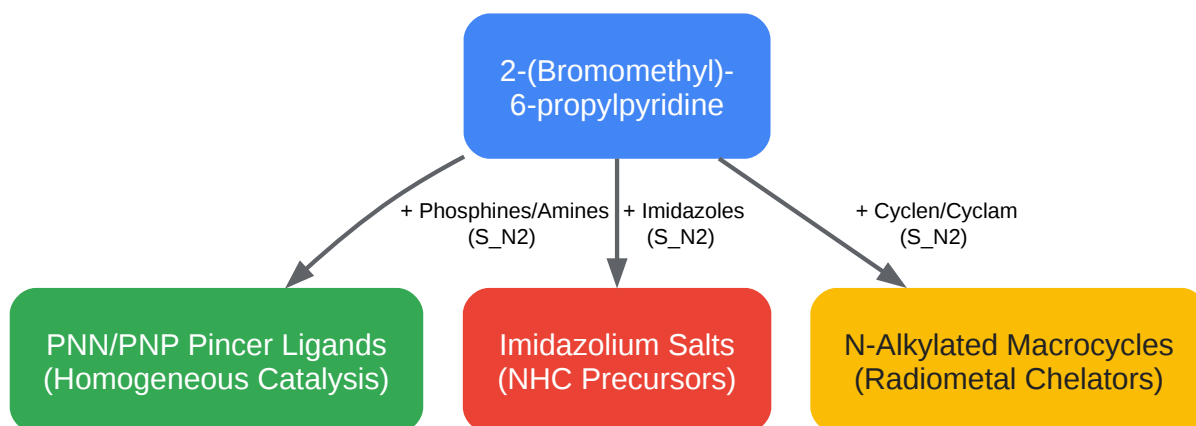 2-(Bromomethyl)-
6-propylpyridine
+ Phosphines/Amines
(S_N2)
+ Imidazoles
(S_N2)
+ Cyclen/Cyclam
(S_N2)
PNN/PNP Pincer Ligands
(Homogeneous Catalysis)
Imidazolium Salts
(NHC Precursors)
N-Alkylated Macrocycles
(Radiometal Chelators)